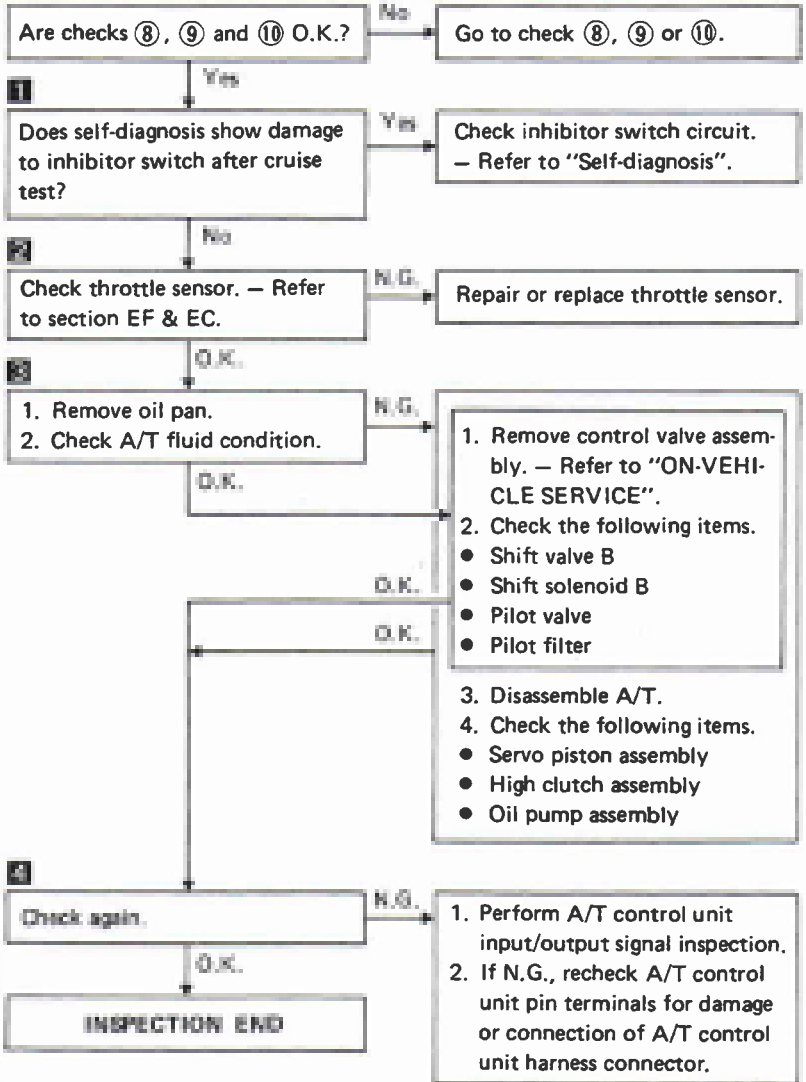 Are checks ⑧, ⑨ and ⑩ O.K.?
No
Go to check ⑧, ⑨ or ⑩.
Yes
1
Does self-diagnosis show damage
to inhibitor switch after cruise
test?
Yes
Check inhibitor switch circuit.
— Refer to "Self-diagnosis".
No
2
Check throttle sensor. — Refer
to section EF & EC.
N.G.
Repair or replace throttle sensor.
O.K.
3
1. Remove oil pan.
2. Check A/T fluid condition.
N.G.
O.K.
1. Remove control valve assem-
bly. — Refer to "ON-VEHI-
CLE SERVICE".
2. Check the following items.
● Shift valve B
● Shift solenoid B
● Pilot valve
● Pilot filter
O.K.
O.K.
3. Disassemble A/T.
4. Check the following items.
● Servo piston assembly
● High clutch assembly
● Oil pump assembly
4
Check again.
N.G.
1. Perform A/T control unit
input/output signal inspection.
2. If N.G., recheck A/T control
unit pin terminals for damage
or connection of A/T control
unit harness connector.
O.K.
INSPECTION END